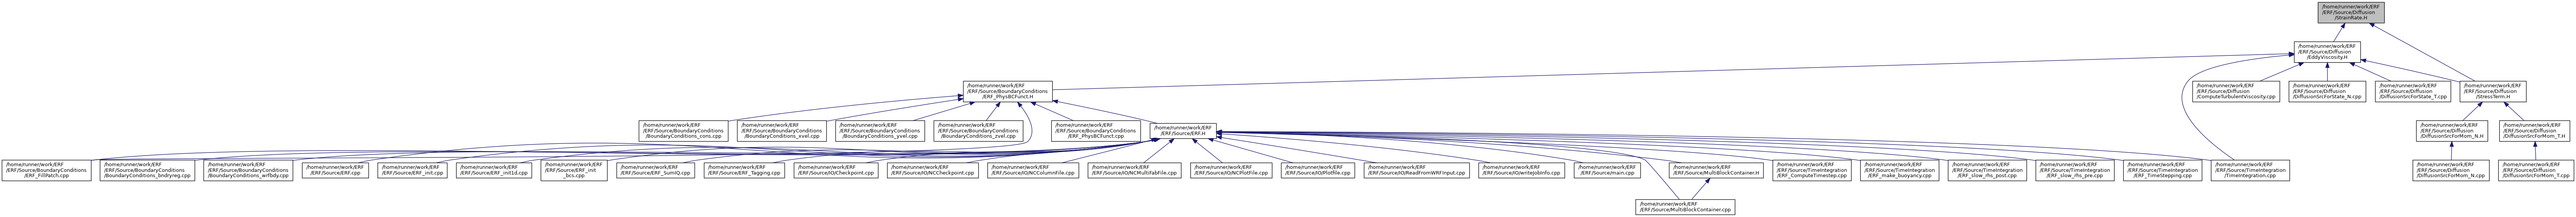 /home/runner/work/ERF
/ERF/Source/Diffusion
/StrainRate.H
/home/runner/work/ERF
/ERF/Source/Diffusion
/EddyViscosity.H
/home/runner/work/ERF
/ERF/Source/BoundaryConditions
/ERF_PhysBCFunct.H
/home/runner/work/ERF
/ERF/Source/Diffusion
/ComputeTurbulentViscosity.cpp
/home/runner/work/ERF
/ERF/Source/Diffusion
/DiffusionSrcForState_N.cpp
/home/runner/work/ERF
/ERF/Source/Diffusion
/DiffusionSrcForState_T.cpp
/home/runner/work/ERF
/ERF/Source/Diffusion
/StressTerm.H
/home/runner/work/ERF
/ERF/Source/BoundaryConditions
/BoundaryConditions_cons.cpp
/home/runner/work/ERF
/ERF/Source/BoundaryConditions
/BoundaryConditions_xvel.cpp
/home/runner/work/ERF
/ERF/Source/BoundaryConditions
/BoundaryConditions_yvel.cpp
/home/runner/work/ERF
/ERF/Source/BoundaryConditions
/BoundaryConditions_zvel.cpp
/home/runner/work/ERF
/ERF/Source/BoundaryConditions
/ERF_PhysBCFunct.cpp
/home/runner/work/ERF
/ERF/Source/ERF.H
/home/runner/work/ERF
/ERF/Source/Diffusion
/DiffusionSrcForMom_N.H
/home/runner/work/ERF
/ERF/Source/Diffusion
/DiffusionSrcForMom_T.H
/home/runner/work/ERF
/ERF/Source/BoundaryConditions
/ERF_FillPatch.cpp
/home/runner/work/ERF
/ERF/Source/BoundaryConditions
/BoundaryConditions_bndryreg.cpp
/home/runner/work/ERF
/ERF/Source/BoundaryConditions
/BoundaryConditions_wrfbdy.cpp
/home/runner/work/ERF
/ERF/Source/ERF.cpp
/home/runner/work/ERF
/ERF/Source/ERF_init.cpp
/home/runner/work/ERF
/ERF/Source/ERF_init1d.cpp
/home/runner/work/ERF
/ERF/Source/ERF_init
_bcs.cpp
/home/runner/work/ERF
/ERF/Source/ERF_SumIQ.cpp
/home/runner/work/ERF
/ERF/Source/ERF_Tagging.cpp
/home/runner/work/ERF
/ERF/Source/IO/Checkpoint.cpp
/home/runner/work/ERF
/ERF/Source/IO/NCCheckpoint.cpp
/home/runner/work/ERF
/ERF/Source/IO/NCColumnFile.cpp
/home/runner/work/ERF
/ERF/Source/IO/NCMultiFabFile.cpp
/home/runner/work/ERF
/ERF/Source/IO/NCPlotFile.cpp
/home/runner/work/ERF
/ERF/Source/IO/Plotfile.cpp
/home/runner/work/ERF
/ERF/Source/IO/ReadFromWRFInput.cpp
/home/runner/work/ERF
/ERF/Source/IO/writeJobInfo.cpp
/home/runner/work/ERF
/ERF/Source/main.cpp
/home/runner/work/ERF
/ERF/Source/MultiBlockContainer.H
/home/runner/work/ERF
/ERF/Source/TimeIntegration
/ERF_ComputeTimestep.cpp
/home/runner/work/ERF
/ERF/Source/TimeIntegration
/ERF_make_buoyancy.cpp
/home/runner/work/ERF
/ERF/Source/TimeIntegration
/ERF_slow_rhs_post.cpp
/home/runner/work/ERF
/ERF/Source/TimeIntegration
/ERF_slow_rhs_pre.cpp
/home/runner/work/ERF
/ERF/Source/TimeIntegration
/ERF_TimeStepping.cpp
/home/runner/work/ERF
/ERF/Source/TimeIntegration
/TimeIntegration.cpp
/home/runner/work/ERF
/ERF/Source/Diffusion
/DiffusionSrcForMom_N.cpp
/home/runner/work/ERF
/ERF/Source/Diffusion
/DiffusionSrcForMom_T.cpp
/home/runner/work/ERF
/ERF/Source/MultiBlockContainer.cpp